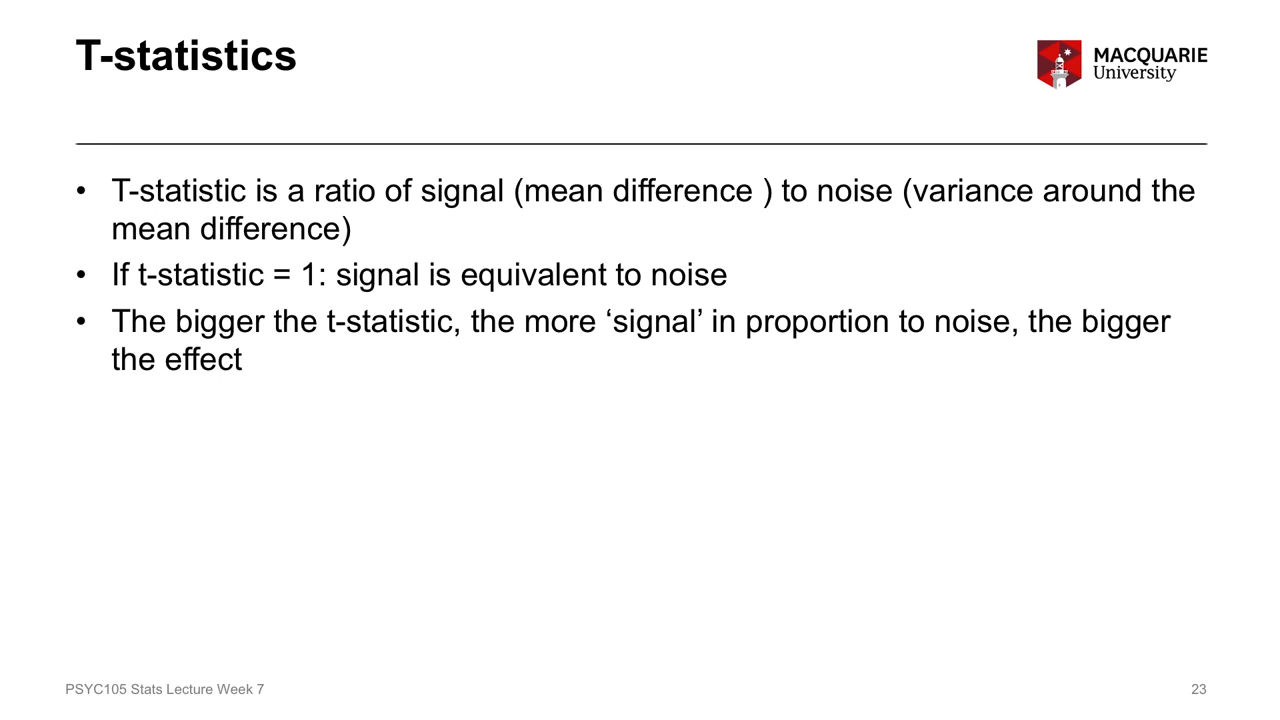 T-statistics
MACQUARIE
University
• T-statistic is a ratio of signal (mean difference ) to noise (variance around the
mean difference)
• If t-statistic = 1: signal is equivalent to noise
• The bigger the t-statistic, the more ‘signal’ in proportion to noise, the bigger
the effect
PSYC105 Stats Lecture Week 7
23